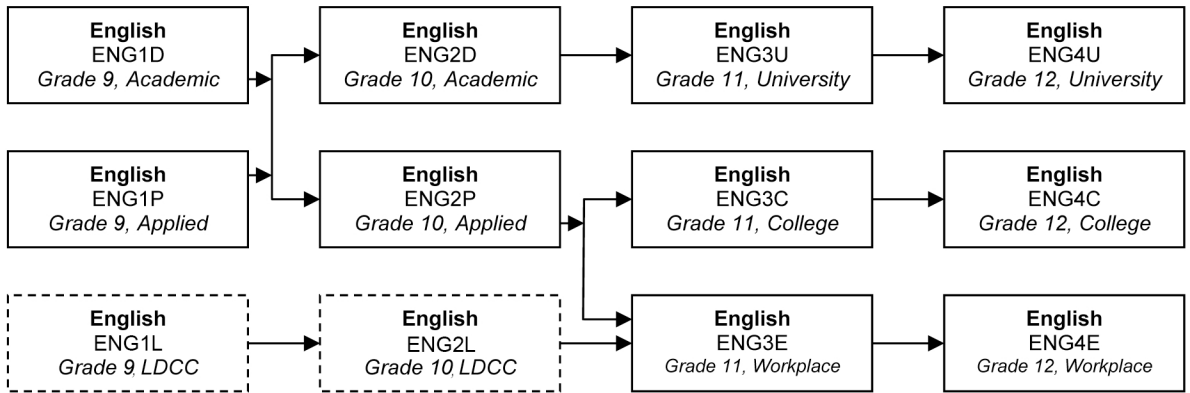 English
ENG1D
Grade 9, Academic
English
ENG2D
Grade 10, Academic
English
ENG3U
Grade 11, University
English
ENG4U
Grade 12, University
English
ENG1P
Grade 9, Applied
English
ENG2P
Grade 10, Applied
English
ENG3C
Grade 11, College
English
ENG4C
Grade 12, College
English
ENG1L
Grade 9, LDCC
English
ENG2L
Grade 10, LDCC
English
ENG3E
Grade 11, Workplace
English
ENG4E
Grade 12, Workplace